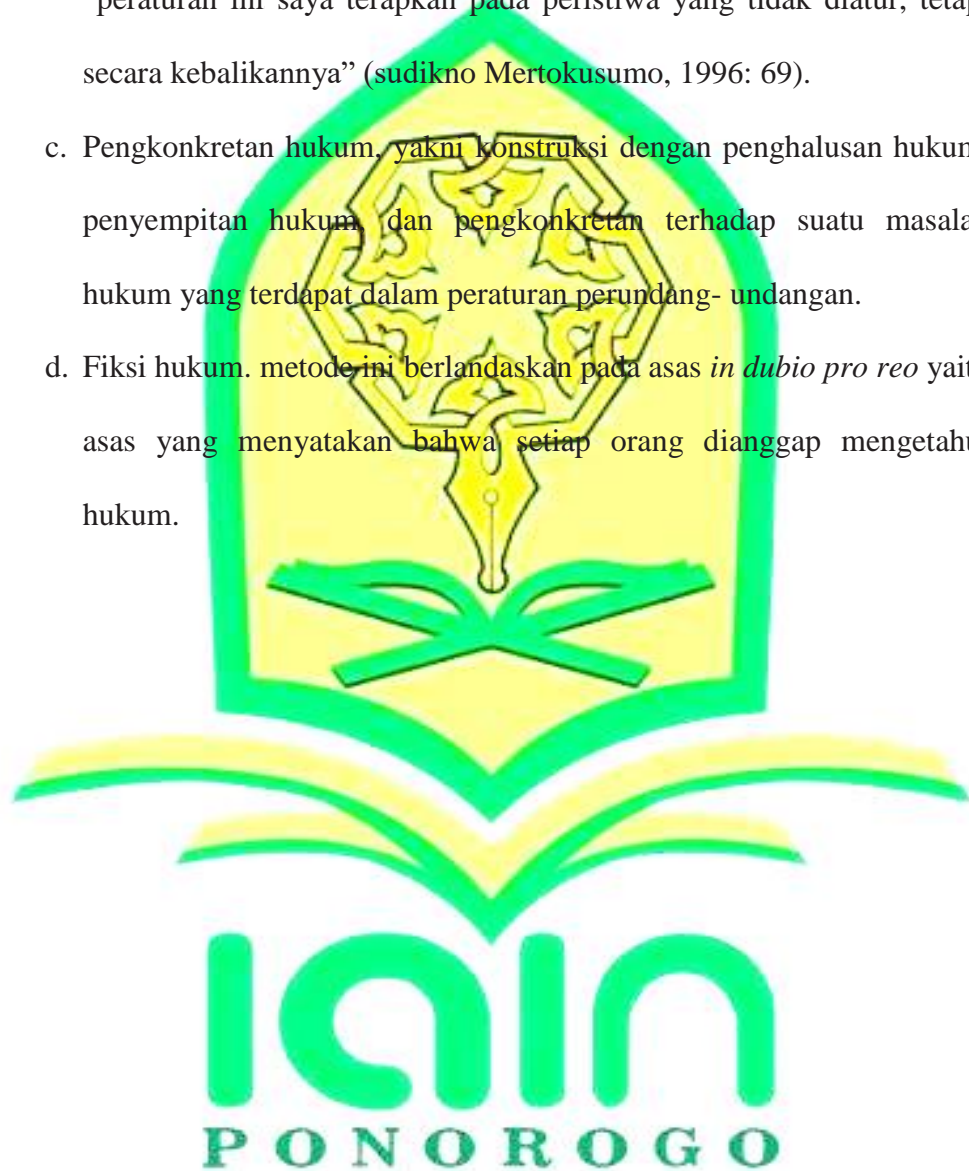 peraturan ini saya terapkan pada peristiwa yang tidak diatur, tetap
secara kebalikannya” (sudikno Mertokusumo, 1996: 69).
c. Pengkonkretan hukum, yakni konstruksi dengan penghalusan hukum
penyempitan hukum, dan pengkonkretan terhadap suatu masala
hukum yang terdapat dalam peraturan perundang- undangan.
d. Fiksi hukum. metode ini berlandaskan pada asas in dubio pro reo yait
asas yang menyatakan bahwa setiap orang dianggap mengetahu
hukum.
iain
PONOROGO